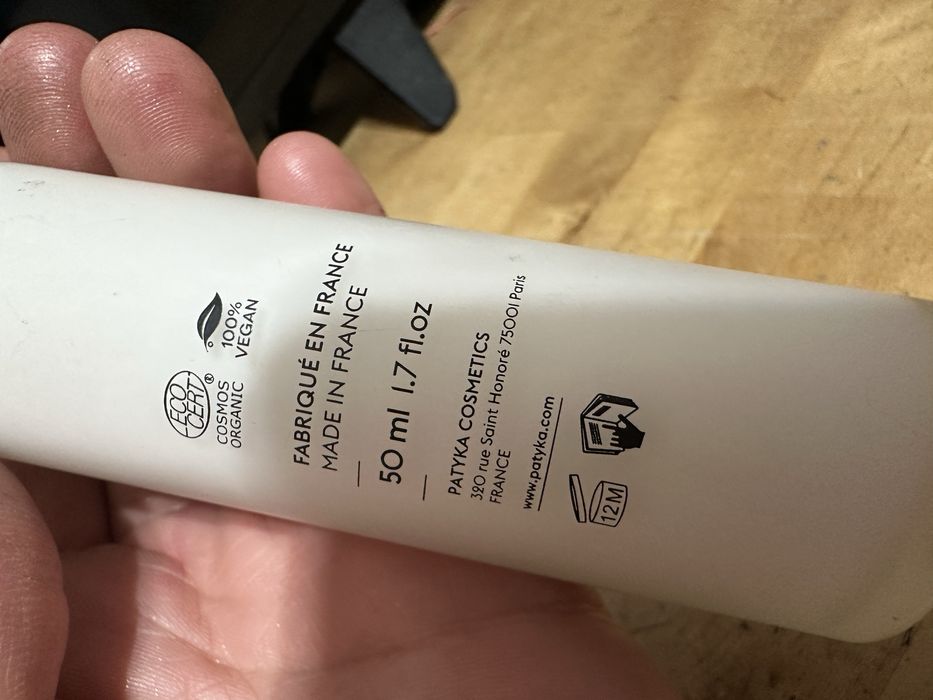 ECO
CERT®
COSMOS
ORGANIC
100%
VEGAN
FABRIQUÉ EN FRANCE
MADE IN FRANCE
50 ml 1.7 fl.oz
PATYKA COSMETICS
320 rue Saint Honoré 75001 Paris
FRANCE
www.patyka.com
12M